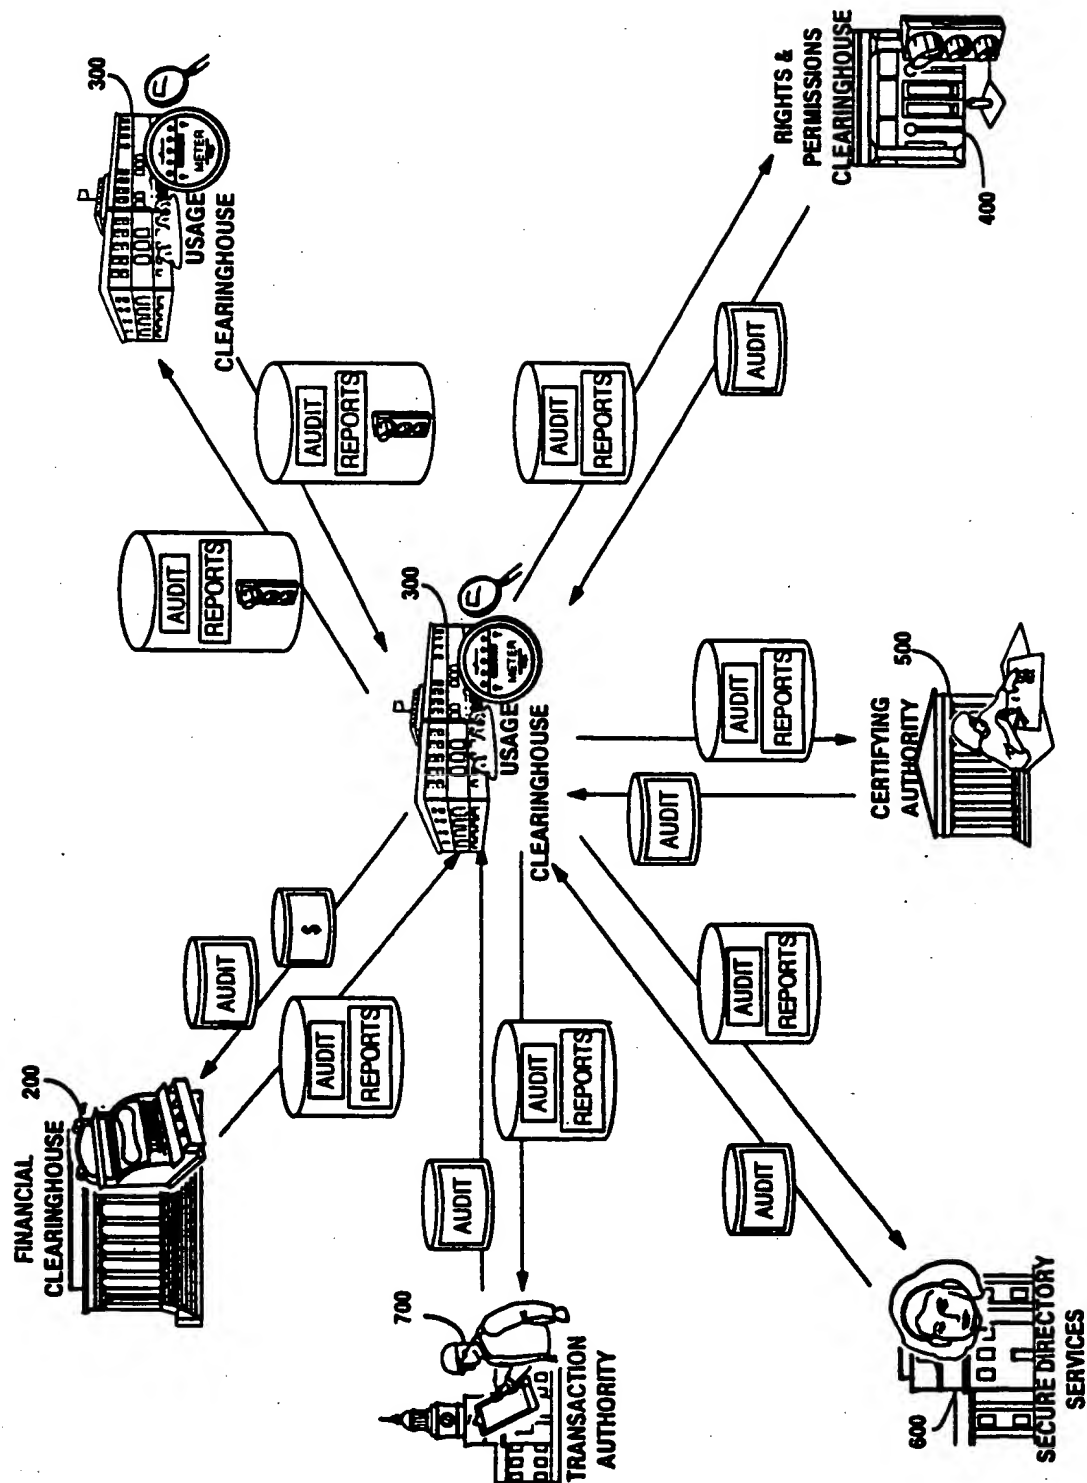 FINANCIAL
CLEARINGHOUSE
200
300
METER
USAGE
CLEARINGHOUSE
AUDIT
$
AUDIT
REPORTS
AUDIT
REPORTS
AUDIT
REPORTS
700
TRANSACTION
AUTHORITY
300
METER
USAGE
CLEARINGHOUSE
AUDIT
AUDIT
REPORTS
AUDIT
REPORTS
AUDIT
RIGHTS &
PERMISSIONS
CLEARINGHOUSE
400
AUDIT
AUDIT
REPORTS
AUDIT
AUDIT
REPORTS
CERTIFYING
AUTHORITY
500
600
SECURE DIRECTORY
SERVICES